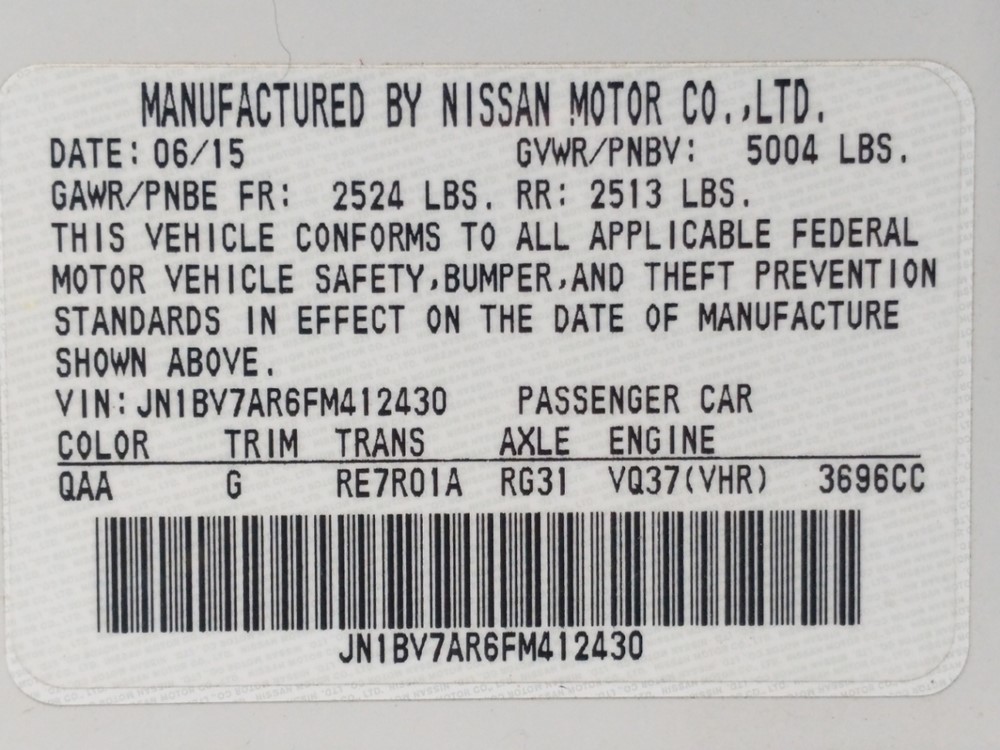 MANUFACTURED BY NISSAN MOTOR CO.,LTD.
DATE: 06/15 GVWR/PNBV: 5004 LBS.
GAWR/PNBE FR: 2524 LBS. RR: 2513 LBS.
THIS VEHICLE CONFORMS TO ALL APPLICABLE FEDERAL
MOTOR VEHICLE SAFETY,BUMPER,AND THEFT PREVENTION
STANDARDS IN EFFECT ON THE DATE OF MANUFACTURE
SHOWN ABOVE.
VIN: JN1BV7AR6FM412430 PASSENGER CAR
COLOR TRIM TRANS AXLE ENGINE
QAA G RE7R01A RG31 VQ37(VHR) 3696CC
JN1BV7AR6FM412430